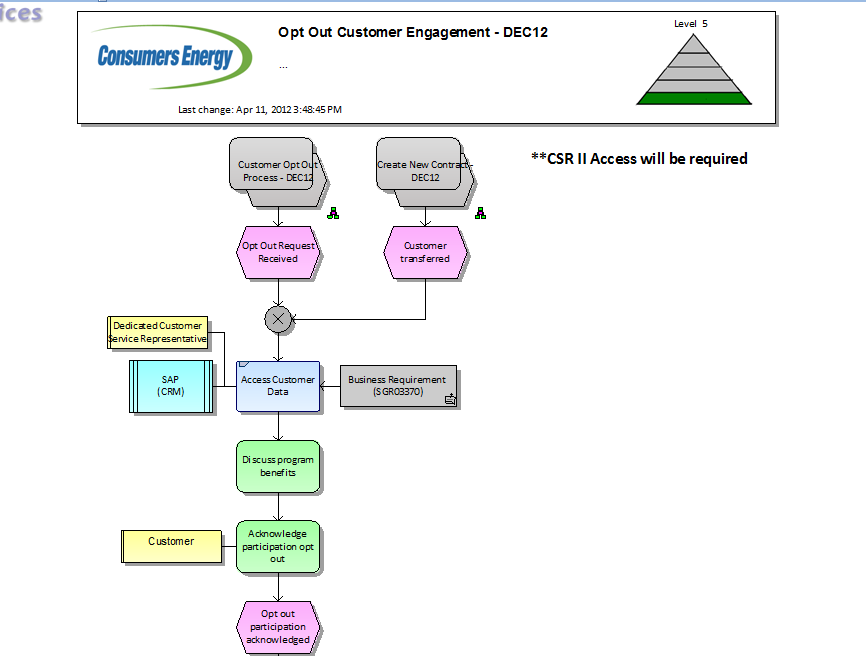 ices
Opt Out Customer Engagement - DEC12
Level 5
Consumers Energy
...
Last change: Apr 11, 2012 3:48:45 PM
Customer Opt Out
Process - DEC12
Create New Contract -
DEC12
**CSR II Access will be required
Opt Out Request
Received
Customer
transferred
Dedicated Customer
Service Representative
SAP
(CRM)
Access Customer
Data
Business Requirement
(SGR03370)
Discuss program
benefits
Customer
Acknowledge
participation opt
out
Opt out
participation
acknowledged